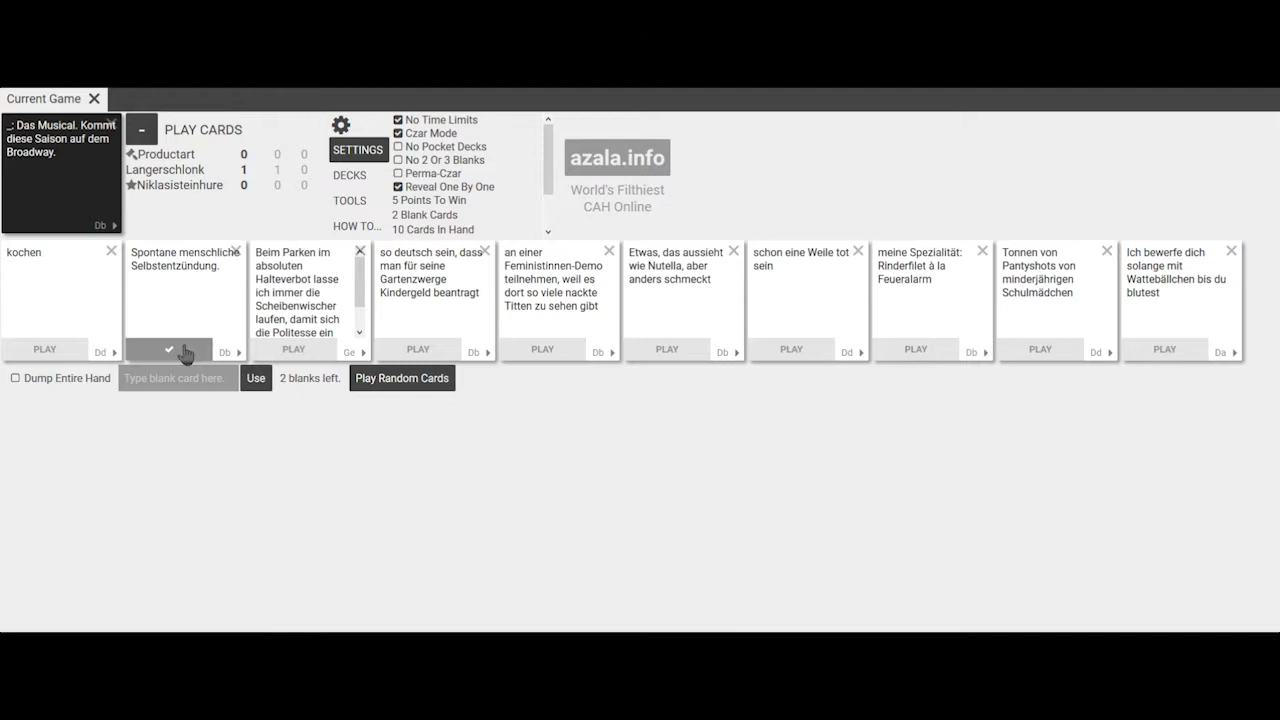 Current Game
_: Das Musical. Kommt
diese Saison auf dem
Broadway.
Db
-
PLAY CARDS
Productart 0 0 0
Langerschlonk 1 1 0
Niklasisteinhure 0 0 0
SETTINGS
DECKS
TOOLS
HOW TO...
No Time Limits
Czar Mode
No Pocket Decks
No 2 Or 3 Blanks
Perma-Czar
Reveal One By One
5 Points To Win
2 Blank Cards
10 Cards In Hand
azala.info
World's Filthiest
CAH Online
kochen
PLAY
Dd
Spontane menschliche
Selbstentzündung.
Db
Beim Parken im
absoluten
Halteverbot lasse
ich immer die
Scheibenwischer
laufen, damit sich
die Politesse ein
PLAY
Ge
so deutsch sein, dass
man für seine
Gartenzwerge
Kindergeld beantragt
PLAY
Db
an einer
Feministinnen-Demo
teilnehmen, weil es
dort so viele nackte
Titten zu sehen gibt
PLAY
Db
Etwas, das aussieht
wie Nutella, aber
anders schmeckt
PLAY
Db
schon eine Weile tot
sein
PLAY
Dd
meine Spezialität:
Rinderfilet à la
Feueralarm
PLAY
Db
Tonnen von
Pantyshots von
minderjährigen
Schulmädchen
PLAY
Dd
Ich bewerfe dich
solange mit
Wattebällchen bis du
blutest
PLAY
Da
Dump Entire Hand
Type blank card here.
Use
2 blanks left.
Play Random Cards